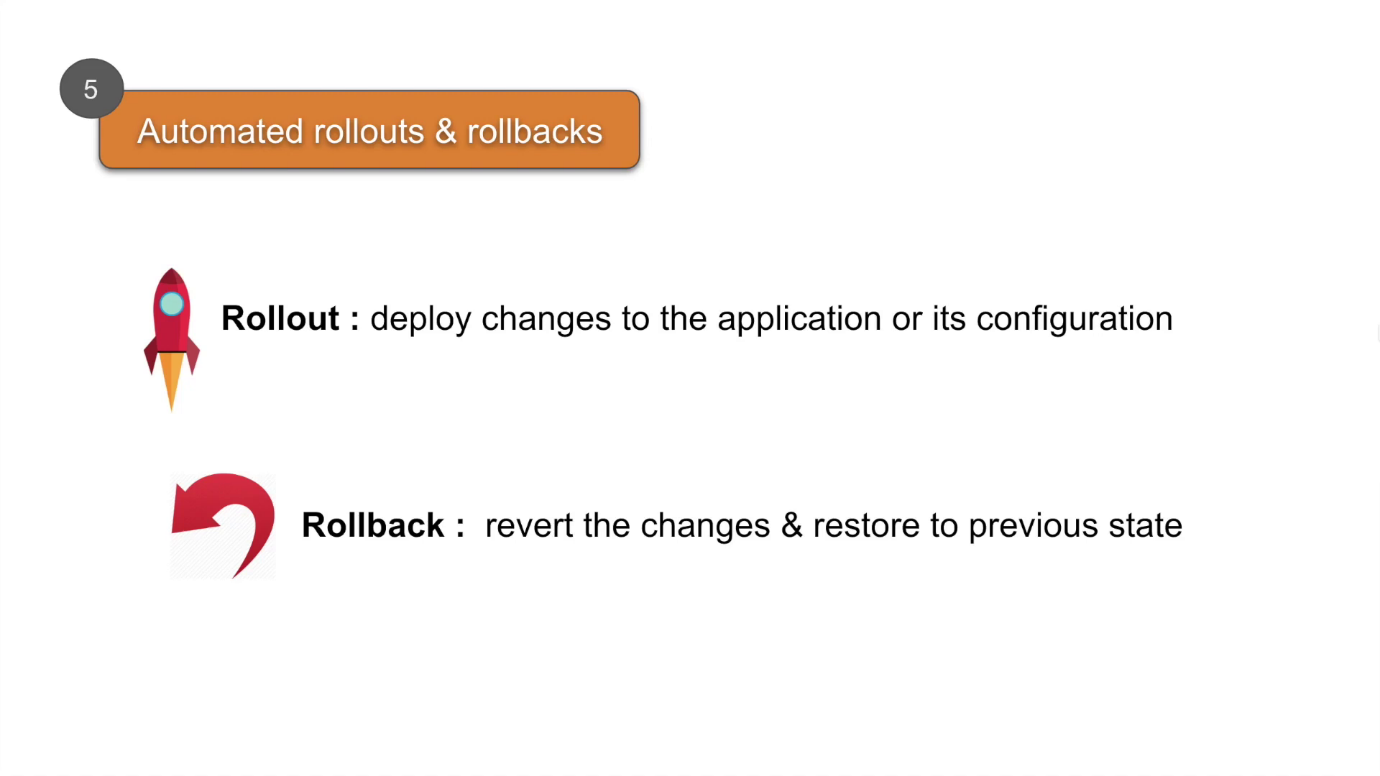 5
Automated rollouts & rollbacks
Rollout : deploy changes to the application or its configuration
Rollback : revert the changes & restore to previous state